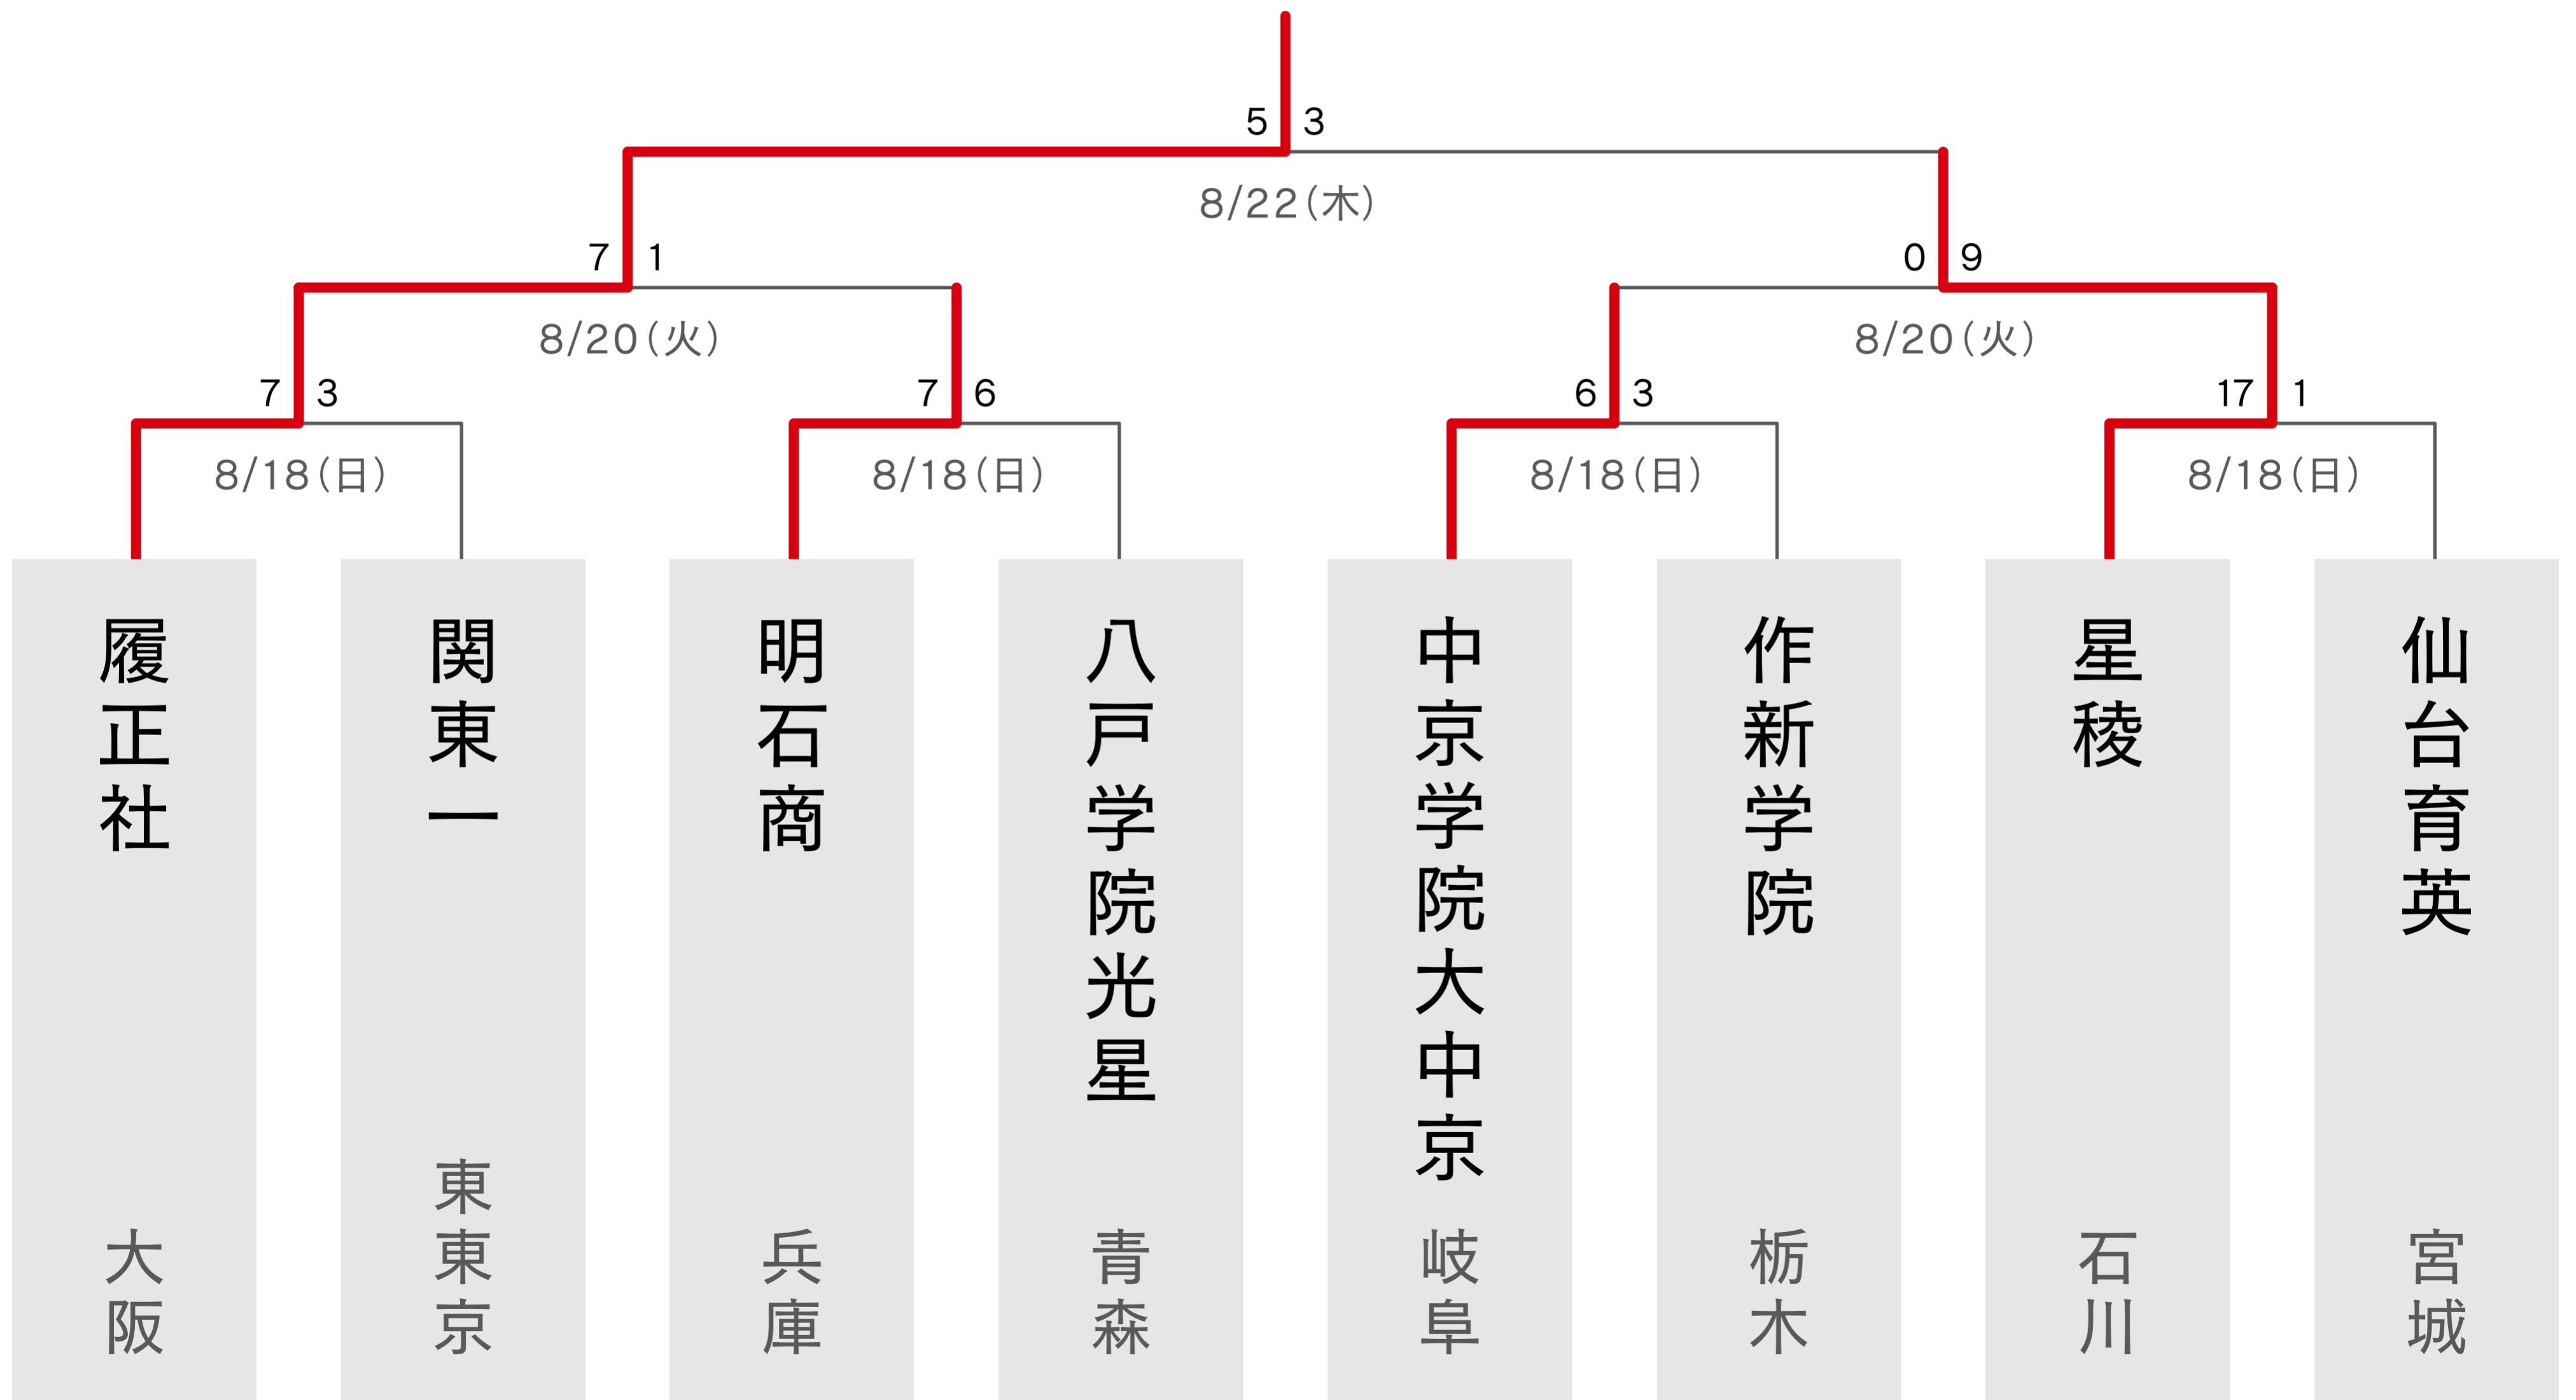 5 3
8/22(木)
7 1
0 9
8/20(火)
8/20(火)
7 3
7 6
6 3
17 1
8/18(日)
8/18(日)
8/18(日)
8/18(日)
履正社
大阪
関東一
東東京
明石商
兵庫
八戸学院光星
青森
中京学院大中京
岐阜
作新学院
栃木
星稜
石川
仙台育英
宮城